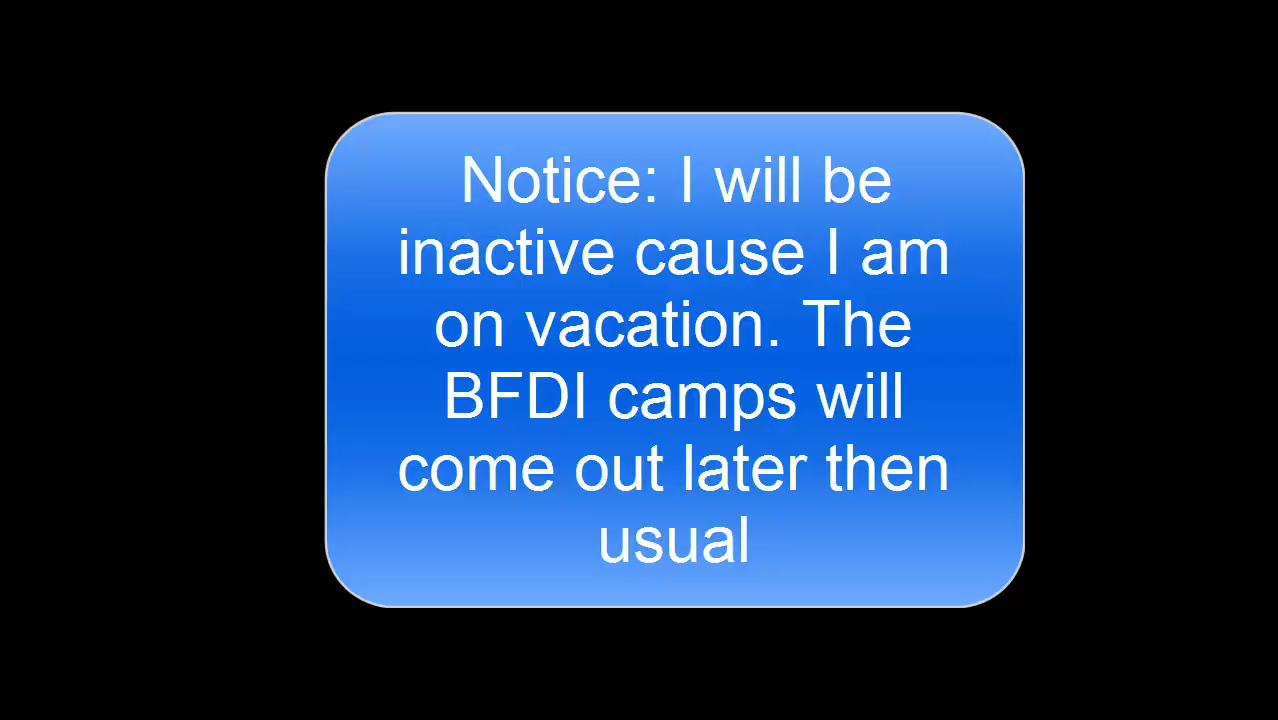 Notice: I will be
inactive cause I am
on vacation. The
BFDI camps will
come out later then
usual